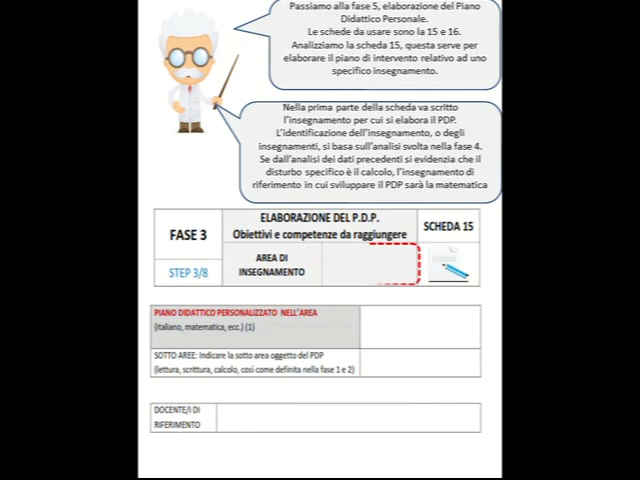 Passiamo alla fase 5, elaborazione del Piano
Didattico Personale.
Le schede da usare sono la 15 e 16.
Analizziamo la scheda 15, questa serve per
elaborare il piano di intervento relativo ad uno
specifico insegnamento.
Nella prima parte della scheda va scritto
l'insegnamento per cui si elabora il PDP.
L'identificazione dell'insegnamento, o degli
insegnamenti, si basa sull'analisi svolta nella fase 4.
Se dall'analisi dei dati precedenti si evidenzia che il
disturbo specifico è il calcolo, l'insegnamento di
riferimento in cui sviluppare il PDP sarà la matematica
FASE 3
ELABORAZIONE DEL P.D.P.
Obiettivi e competenze da raggiungere
SCHEDA 15
STEP 3/8
AREA DI
INSEGNAMENTO
PIANO DIDATTICO PERSONALIZZATO NELL'AREA
(italiano, matematica, ecc.) (1)
SOTTO AREE: Indicare la sotto area oggetto del PDP
(lettura, scrittura, calcolo, così come definita nella fase 1 e 2)
DOCENTE/I DI
RIFERIMENTO